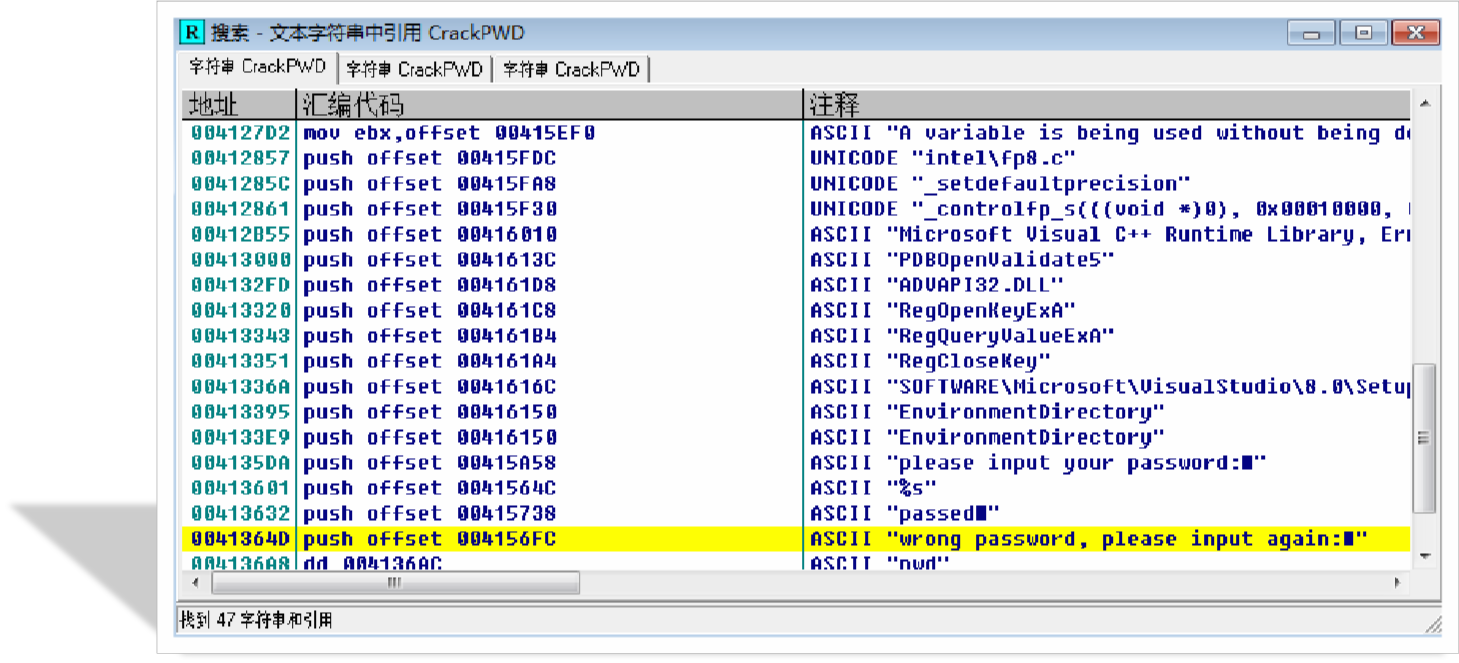 R 搜索 - 文本字符串中引用 CrackPWD
字符串 CrackPWD 字符串 CrackPWD 字符串 CrackPWD
地址 汇编代码 注释
004127D2 mov ebx,offset 00415EF0 ASCII "A variable is being used without being de
00412857 push offset 00415FDC UNICODE "intel\fp8.c"
0041285C push offset 00415FA8 UNICODE "_setdefaultprecision"
00412861 push offset 00415F30 UNICODE "_controlfp_s(((void *)0), 0x00010000,
00412B55 push offset 00416010 ASCII "Microsoft Visual C++ Runtime Library, Err
00413000 push offset 0041613C ASCII "PDBOpenValidate5"
004132FD push offset 004161D8 ASCII "ADVAPI32.DLL"
00413320 push offset 004161C8 ASCII "RegOpenKeyExA"
00413343 push offset 004161B4 ASCII "RegQueryValueExA"
00413351 push offset 004161A4 ASCII "RegCloseKey"
0041336A push offset 0041616C ASCII "SOFTWARE\Microsoft\VisualStudio\8.0\Setup
00413395 push offset 00416150 ASCII "EnvironmentDirectory"
004133E9 push offset 00416150 ASCII "EnvironmentDirectory"
004135DA push offset 00415A58 ASCII "please input your password:■"
00413601 push offset 0041564C ASCII "%s"
00413632 push offset 00415738 ASCII "passed■"
0041364D push offset 004156FC ASCII "wrong password, please input again:■"
004136A8 dd 004136AC ASCII "pwd"
找到 47 字符串和引用